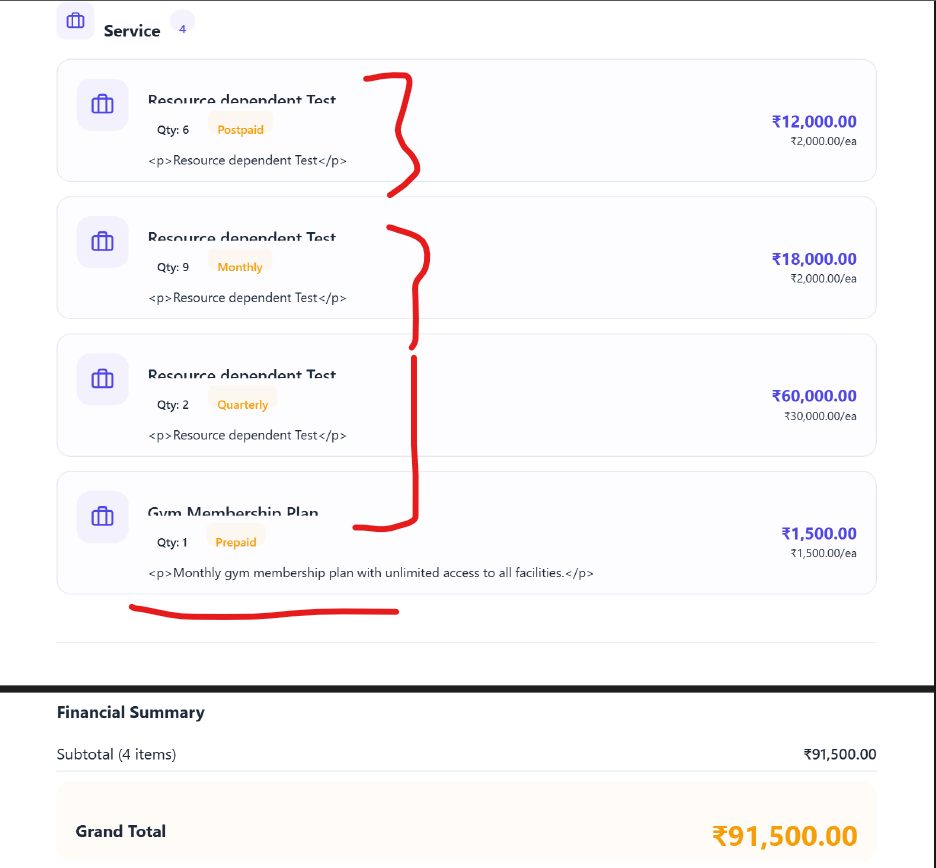 Service 4
Resource dependent Test
Qty: 6 Postpaid
₹12,000.00
₹2,000.00/ea
<p>Resource dependent Test</p>
Resource dependent Test
Qty: 9 Monthly
₹18,000.00
₹2,000.00/ea
<p>Resource dependent Test</p>
Resource dependent Test
Qty: 2 Quarterly
₹60,000.00
₹30,000.00/ea
<p>Resource dependent Test</p>
Gym Membership Plan
Qty: 1 Prepaid
₹1,500.00
₹1,500.00/ea
<p>Monthly gym membership plan with unlimited access to all facilities.</p>
Financial Summary
Subtotal (4 items) ₹91,500.00
Grand Total ₹91,500.00